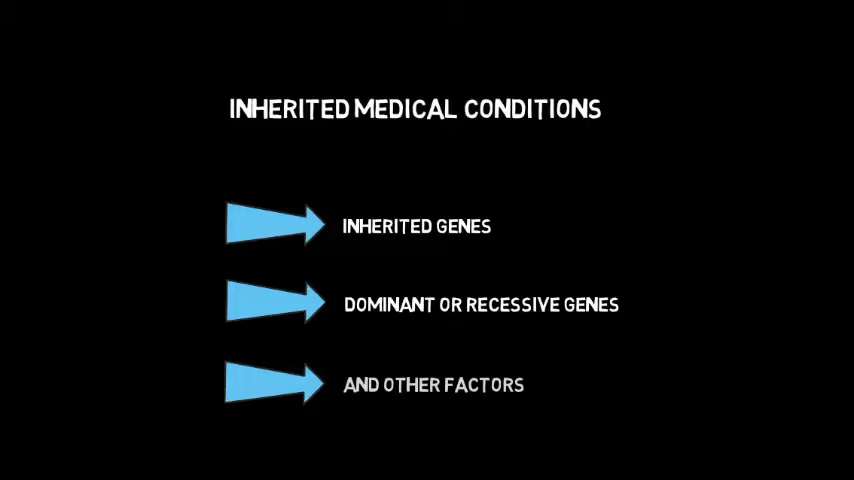 INHERITED MEDICAL CONDITIONS
INHERITED GENES
DOMINANT OR RECESSIVE GENES
AND OTHER FACTORS